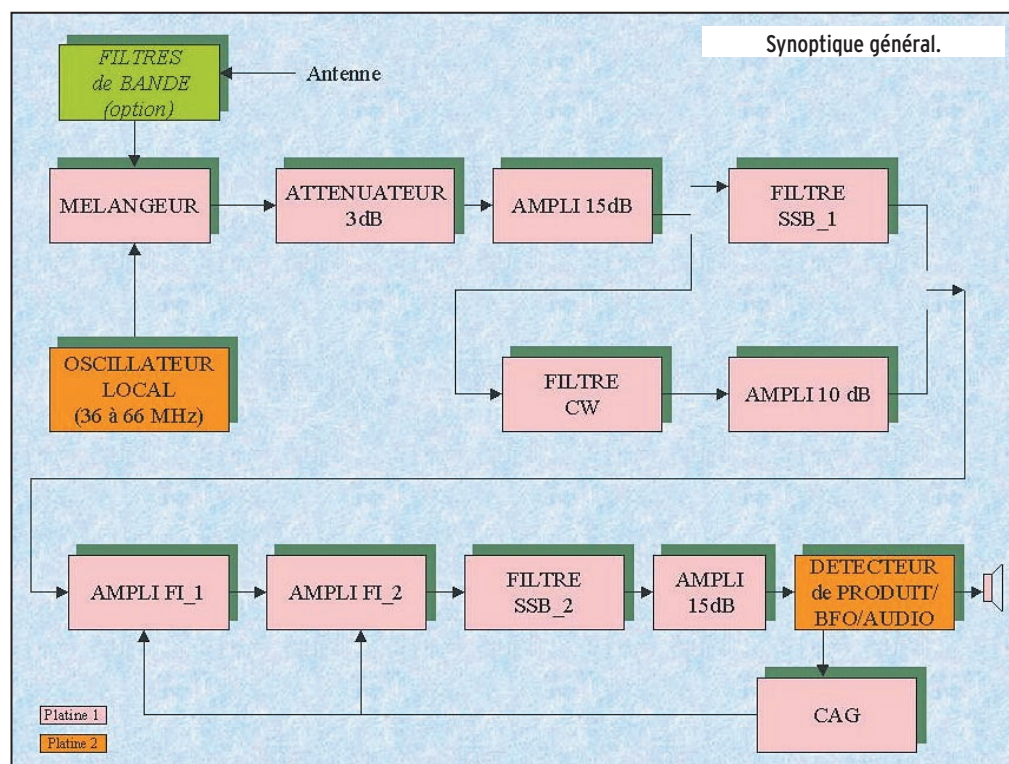 Synoptique général.
FILTRES
de BANDE
(option)
Antenne
MELANGEUR
ATTENUATEUR
3dB
AMPLI 15dB
FILTRE
SSB_1
OSCILLATEUR
LOCAL
(36 à 66 MHz)
FILTRE
CW
AMPLI 10 dB
AMPLI FI_1
AMPLI FI_2
FILTRE
SSB_2
AMPLI
15dB
DETECTEUR
de PRODUIT/
BFO/AUDIO
CAG
Platine 1
Platine 2